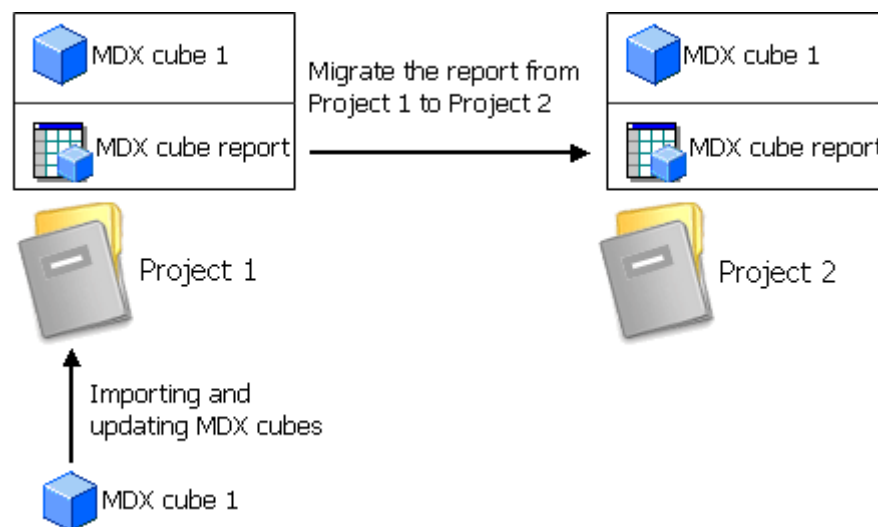 MDX cube 1
MDX cube report
Migrate the report from
Project 1 to Project 2
MDX cube 1
MDX cube report
Project 1
Project 2
Importing and
updating MDX cubes
MDX cube 1